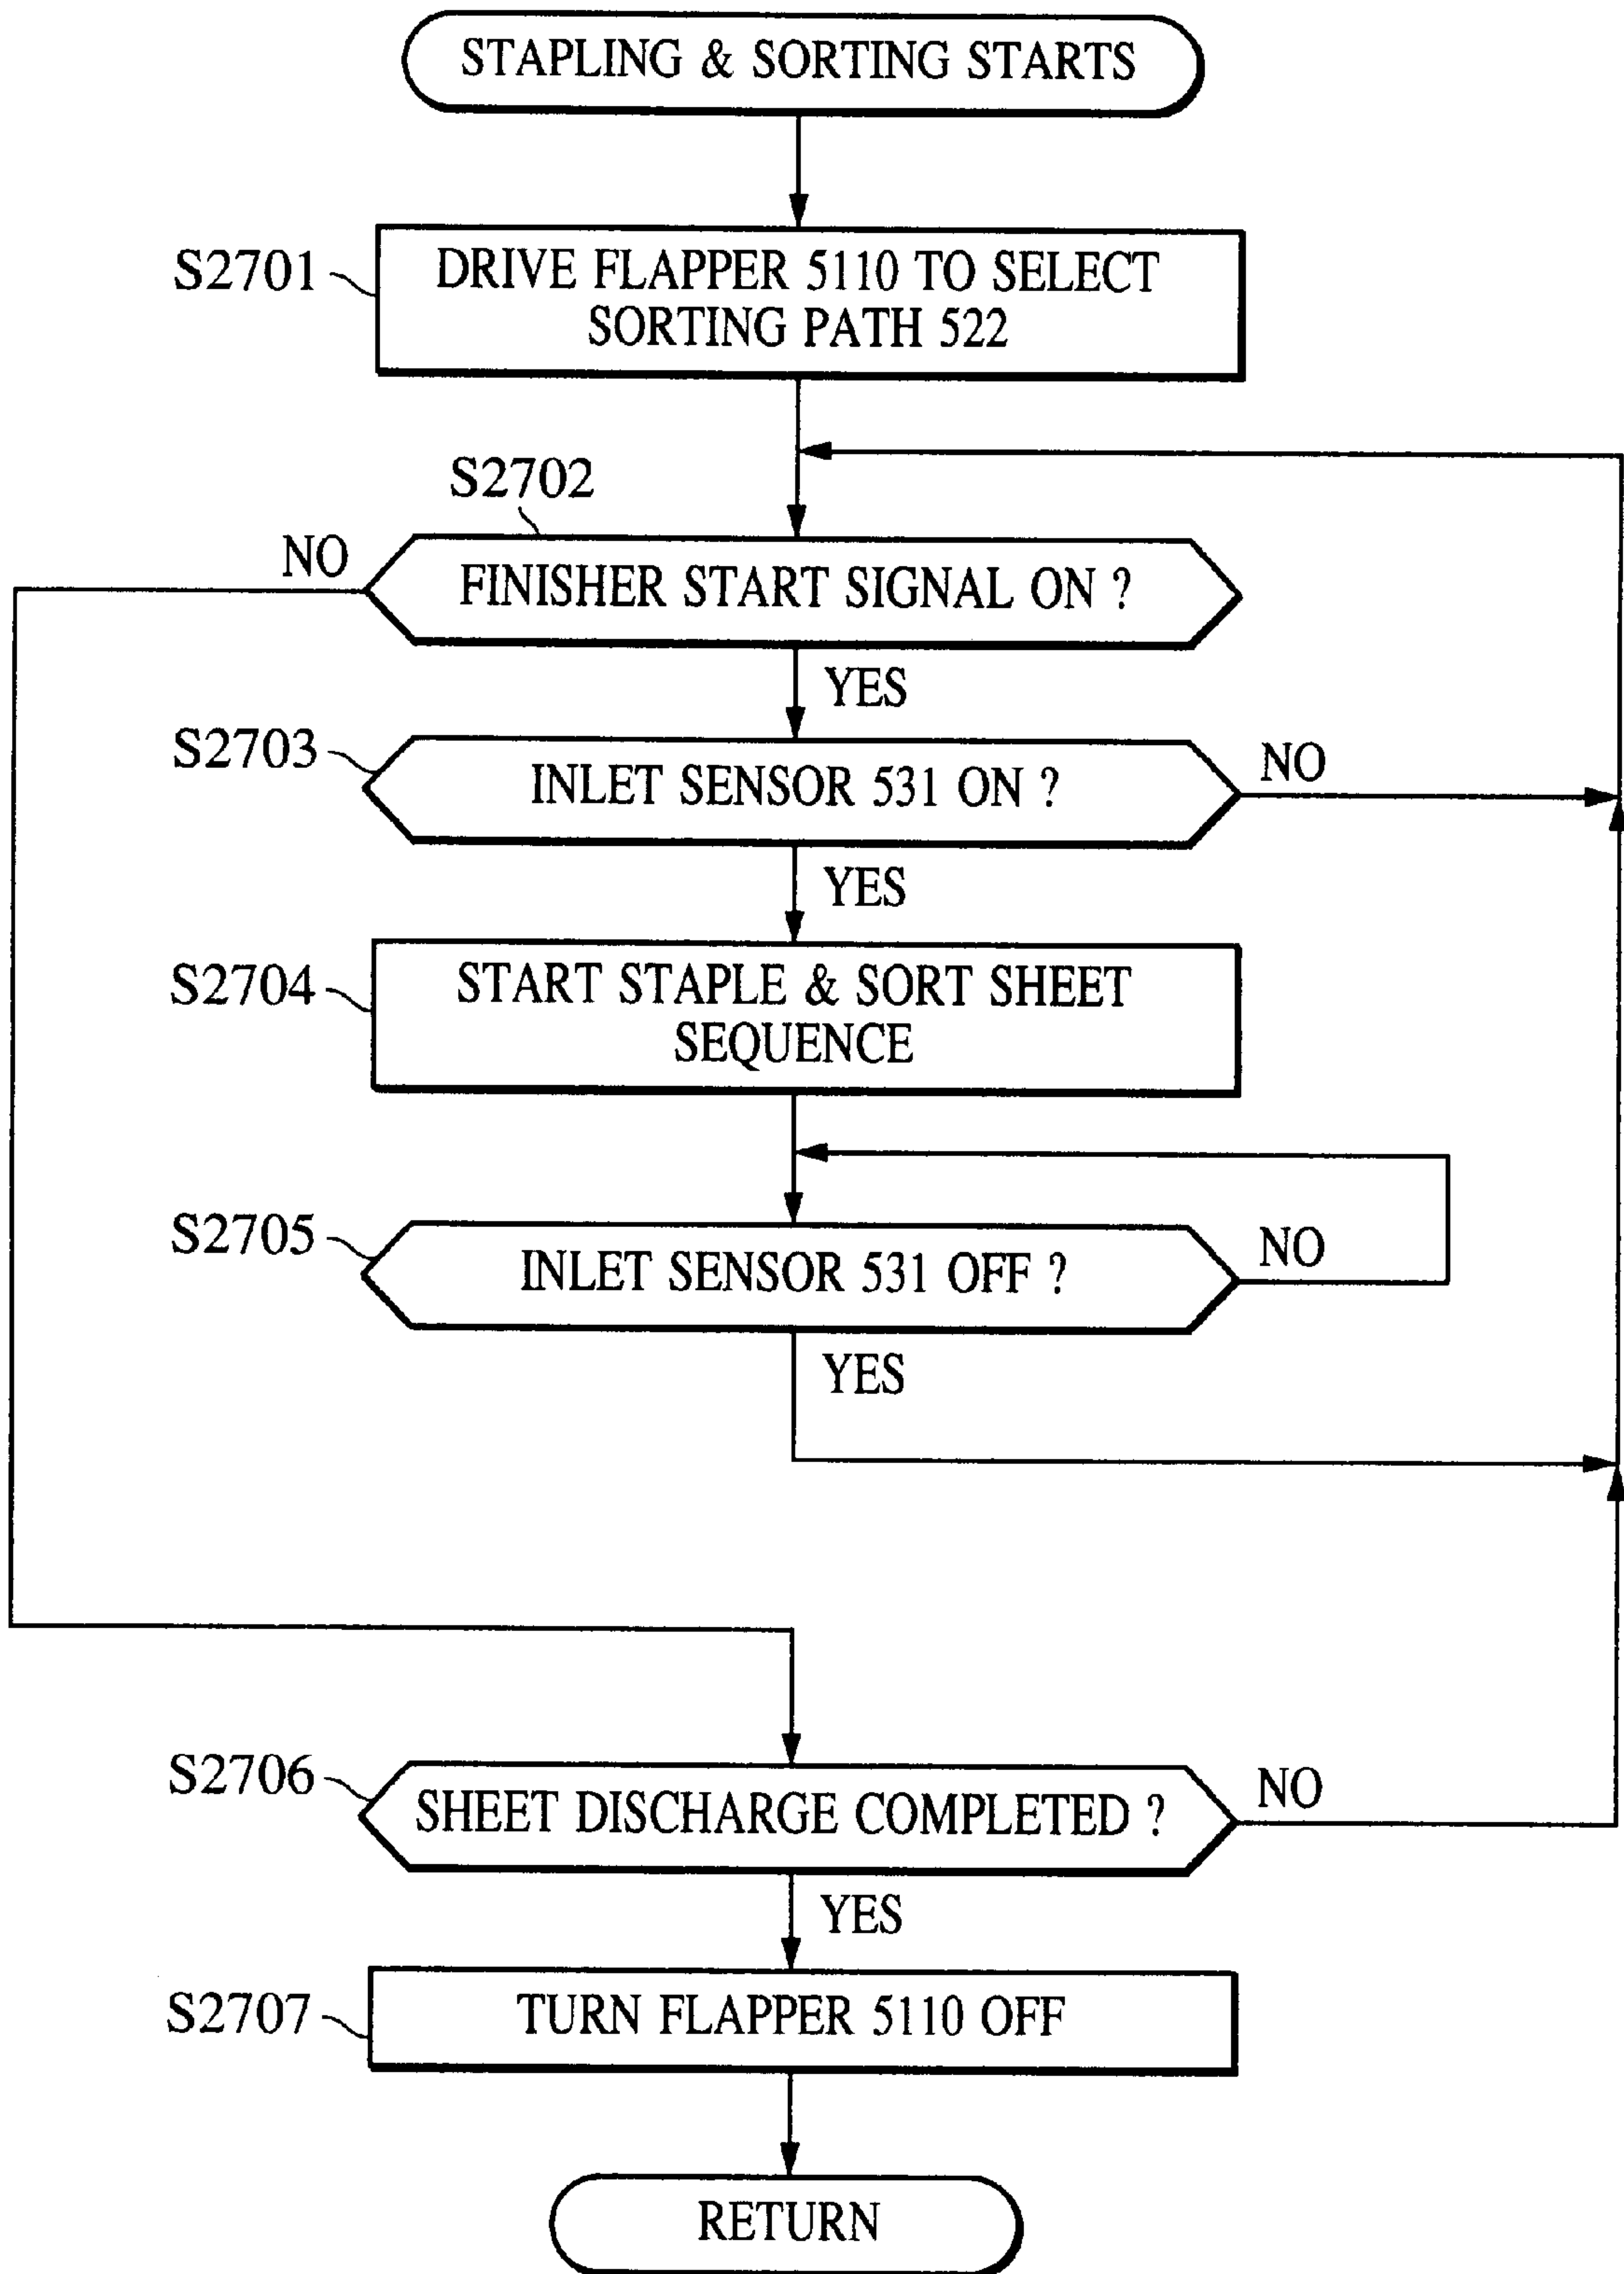 STAPLING & SORTING STARTS
S2701
DRIVE FLAPPER 5110 TO SELECT
SORTING PATH 522
S2702
NO
FINISHER START SIGNAL ON ?
YES
S2703
INLET SENSOR 531 ON ?
NO
YES
S2704
START STAPLE & SORT SHEET
SEQUENCE
S2705
INLET SENSOR 531 OFF ?
NO
YES
S2706
SHEET DISCHARGE COMPLETED ?
NO
YES
S2707
TURN FLAPPER 5110 OFF
RETURN